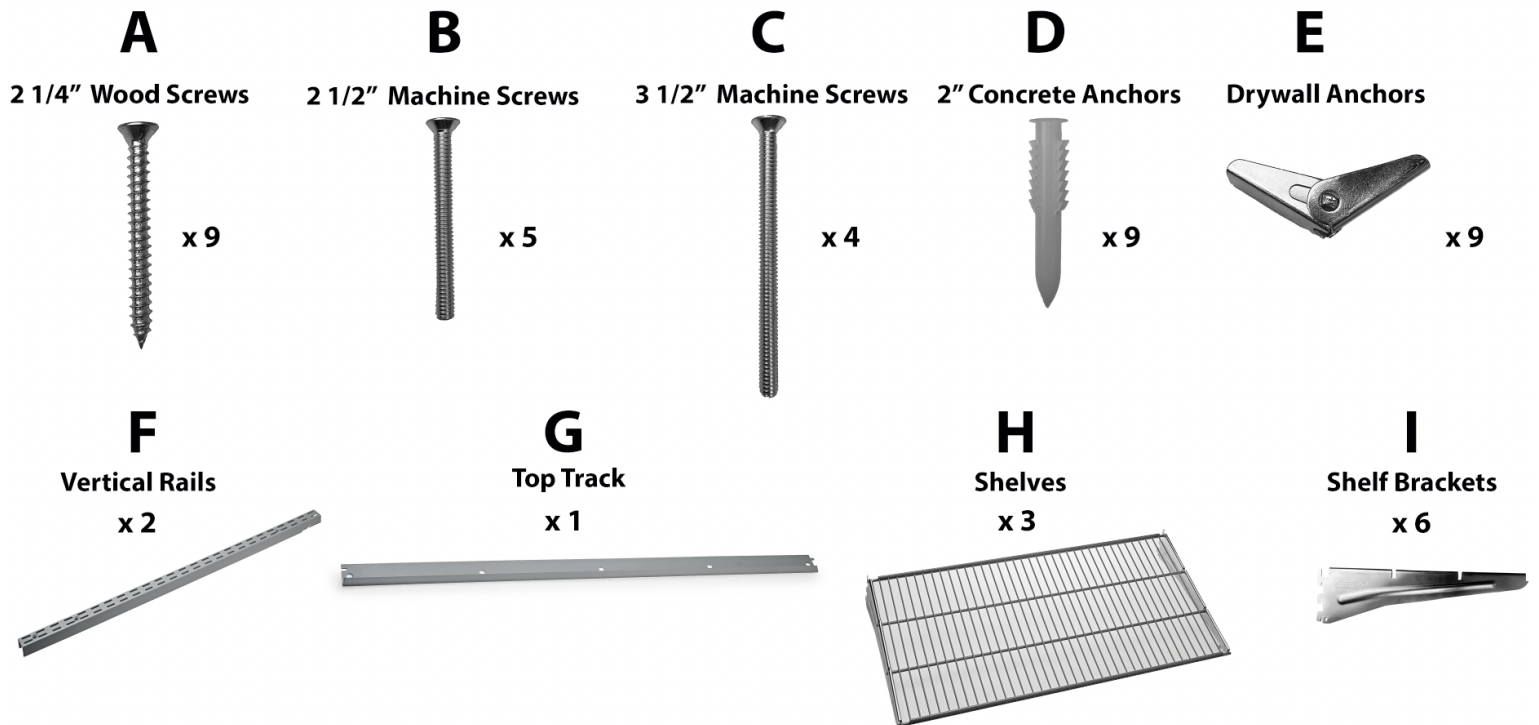 A
2 1/4” Wood Screws
x 9
B
2 1/2” Machine Screws
x 5
C
3 1/2” Machine Screws
x 4
D
2” Concrete Anchors
x 9
E
Drywall Anchors
x 9
F
Vertical Rails
x 2
G
Top Track
x 1
H
Shelves
x 3
I
Shelf Brackets
x 6